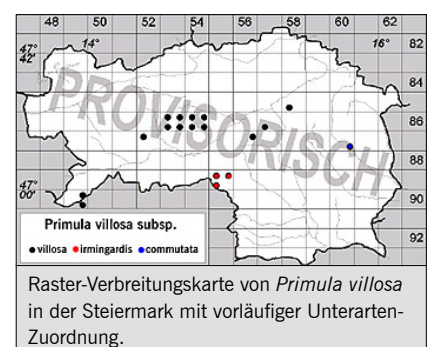 48 50 52 54 56 58 60 62
47° 42' 14° 16° 82
PROVISORISCH
84
86
88
47° 00' 90
92
Primula villosa subsp.
villosa irmingardis commutata
Raster-Verbreitungskarte von Primula villosa
in der Steiermark mit vorläufiger Unterarten-
Zuordnung.